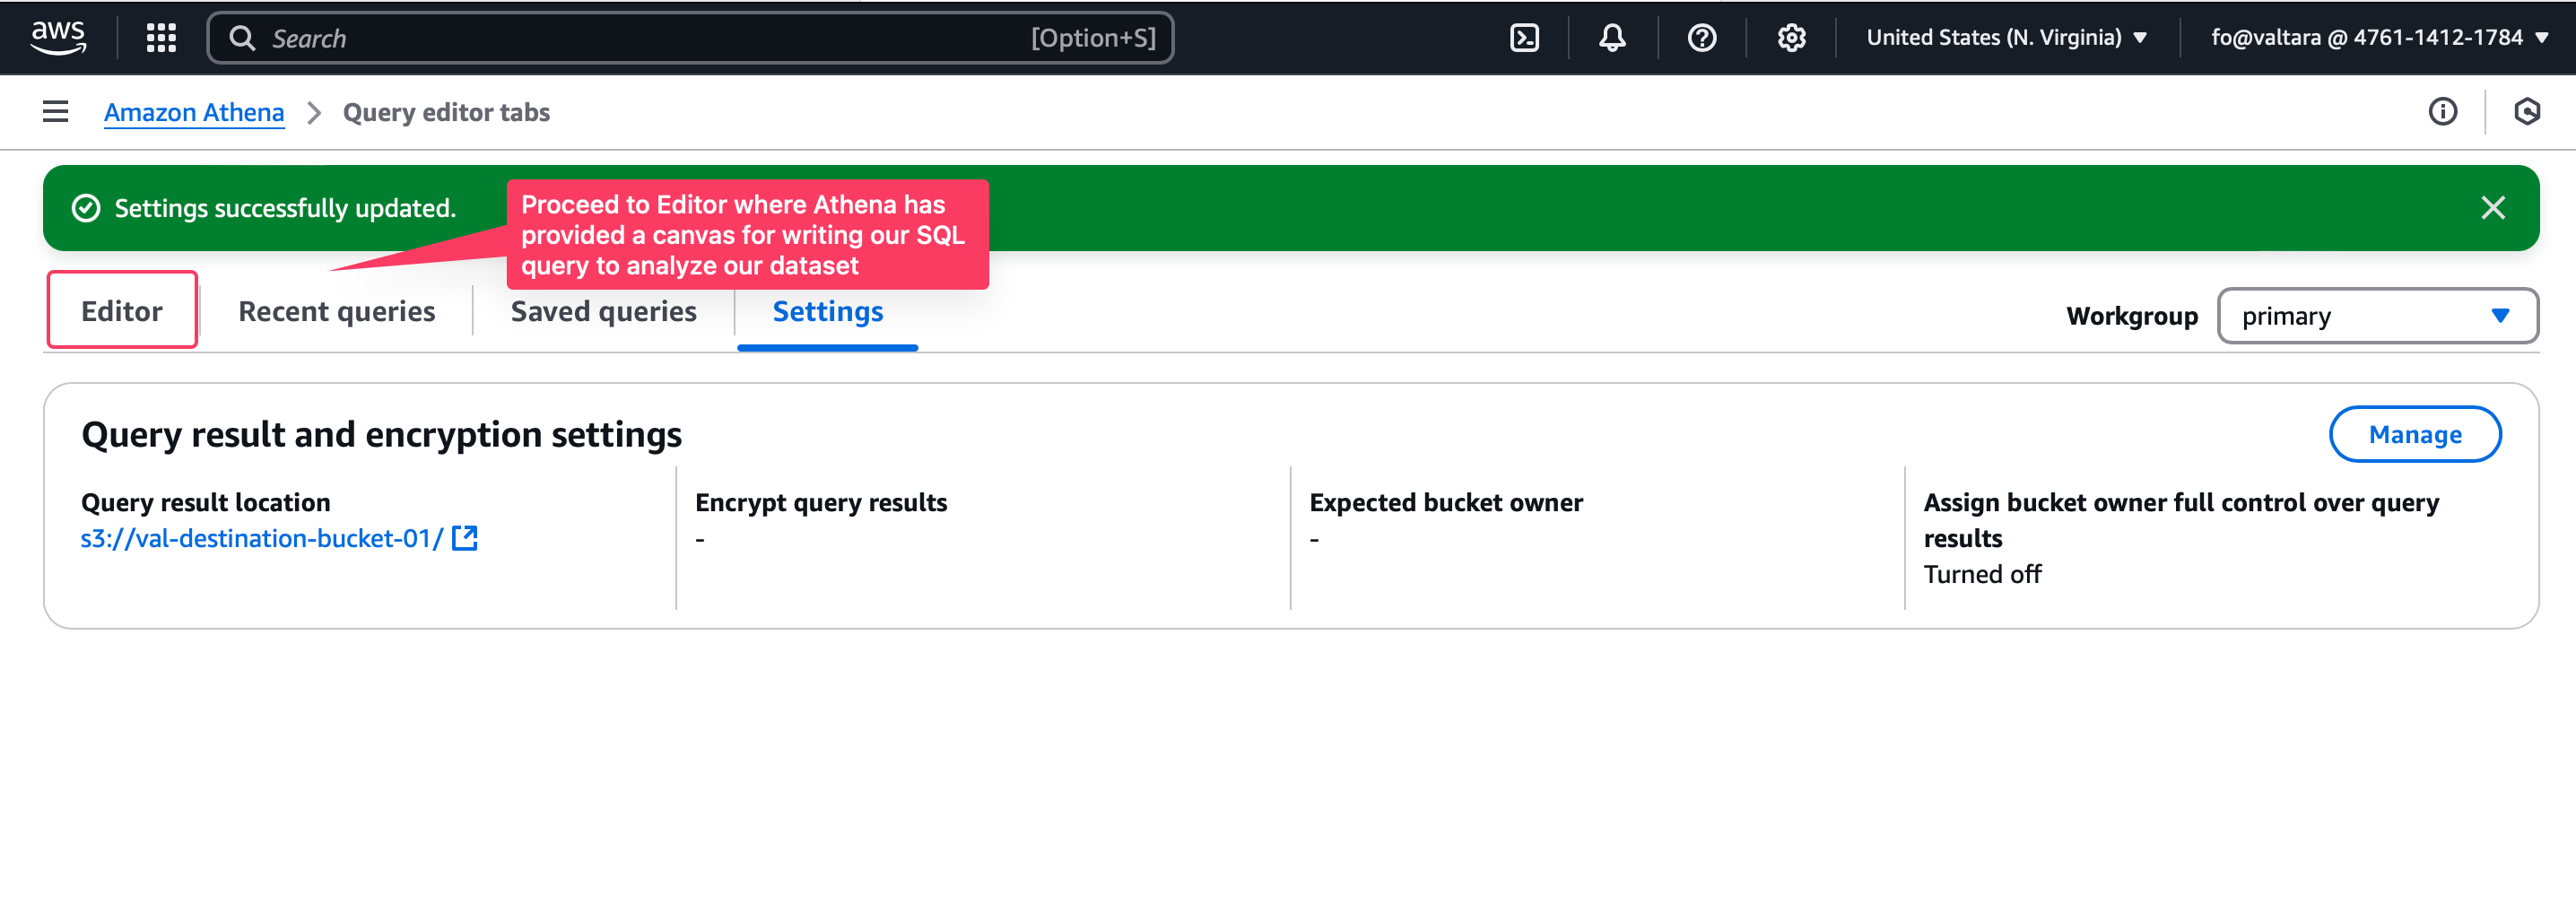 aws
Search [Option+S] United States (N. Virginia) fo@valtara @ 4761-1412-1784
Amazon Athena > Query editor tabs
Settings successfully updated.
Proceed to Editor where Athena has
provided a canvas for writing our SQL
query to analyze our dataset
Editor Recent queries Saved queries Settings Workgroup primary
Query result and encryption settings Manage
Query result location Encrypt query results Expected bucket owner Assign bucket owner full control over query
s3://val-destination-bucket-01/ - - results
Turned off